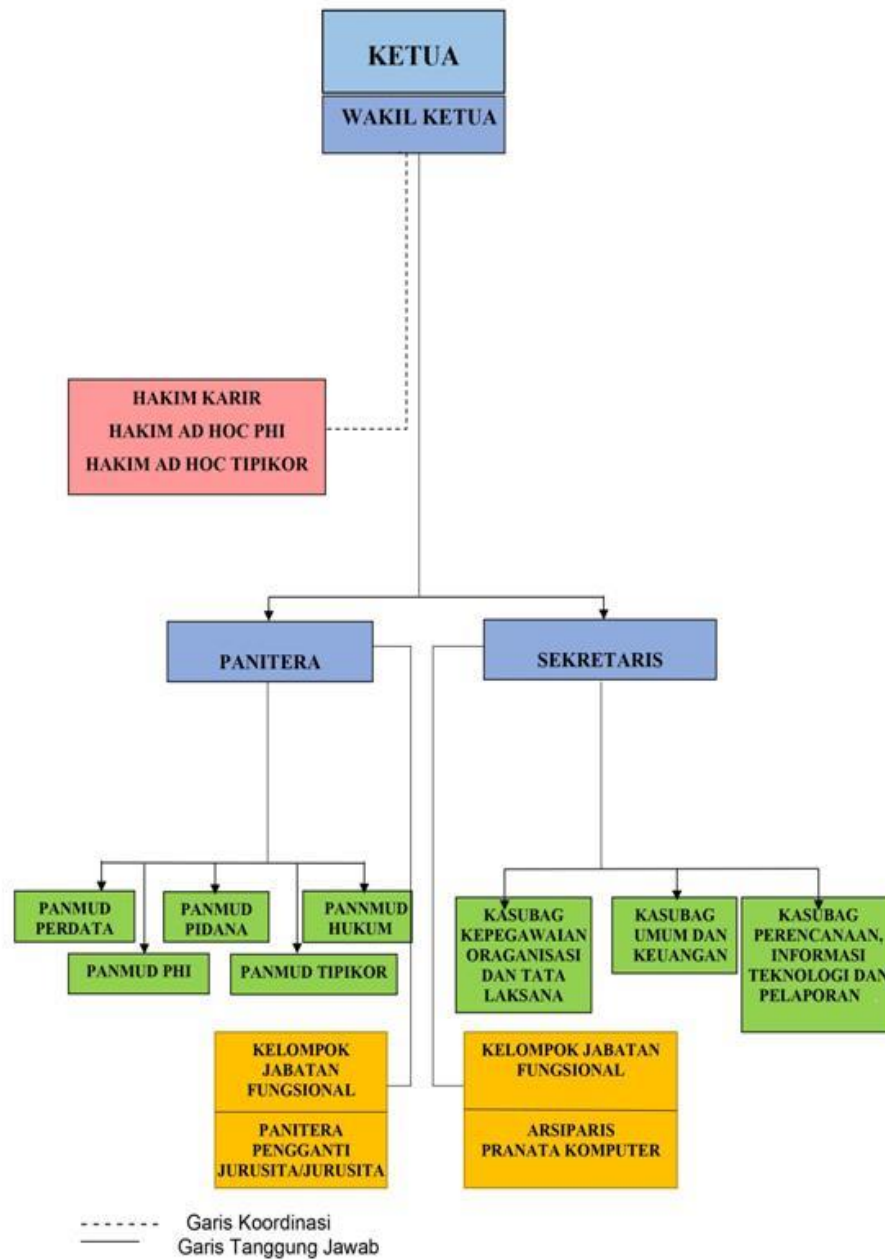 KETUA
WAKIL KETUA
HAKIM KARIR
HAKIM AD HOC PHI
HAKIM AD HOC TIPIKOR
PANITERA
SEKRETARIS
PANMUD
PERDATA
PANMUD
PIDANA
PANNMUD
HUKUM
PANMUD PHI
PANMUD TIPIKOR
KASUBAG
KEPEGAWAIAN
ORAGANISASI
DAN TATA
LAKSANA
KASUBAG
UMUM DAN
KEUANGAN
KASUBAG
PERENCANAAN,
INFORMASI
TEKNOLOGI DAN
PELAPORAN
KELOMPOK
JABATAN
FUNGSIONAL
PANITERA
PENGGANTI
JURUSITA/JURUSITA
KELOMPOK JABATAN
FUNGSIONAL
ARSIPARIS
PRANATA KOMPUTER
Garis Koordinasi
Garis Tanggung Jawab